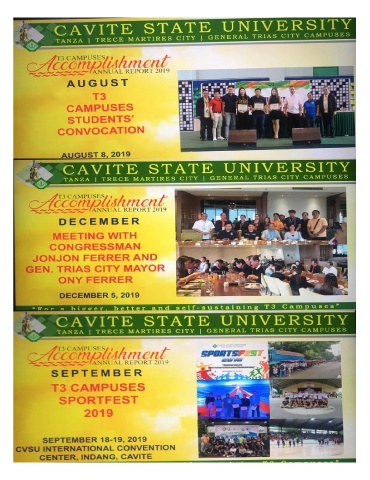 CAVITE STATE UNIVERSITY
TANZA | TRECE MARTIRES CITY | GENERAL TRIAS CITY CAMPUSES
T3 CAMPUSES
Accomplishment
ANNUAL REPORT 2019
AUGUST
T3
CAMPUSES
STUDENTS'
CONVOCATION
AUGUST 8, 2019
CAVITE STATE UNIVERSITY
TANZA | TRECE MARTIRES CITY | GENERAL TRIAS CITY CAMPUSES
T3 CAMPUSES
Accomplishment
ANNUAL REPORT 2019
DECEMBER
MEETING WITH
CONGRESSMAN
JONJON FERRER AND
GEN. TRIAS CITY MAYOR
ONY FERRER
DECEMBER 5, 2019
"For a bigger, better and self-sustaining T3 Campuses"
CAVITE STATE UNIVERSITY
TANZA | TRECE MARTIRES CITY | GENERAL TRIAS CITY CAMPUSES
T3 CAMPUSES
Accomplishment
ANNUAL REPORT 2019
SEPTEMBER
T3 CAMPUSES
SPORTFEST
2019
SEPTEMBER 18-19, 2019
CVSU INTERNATIONAL CONVENTION
CENTER, INDANG, CAVITE
SPORTSFEST